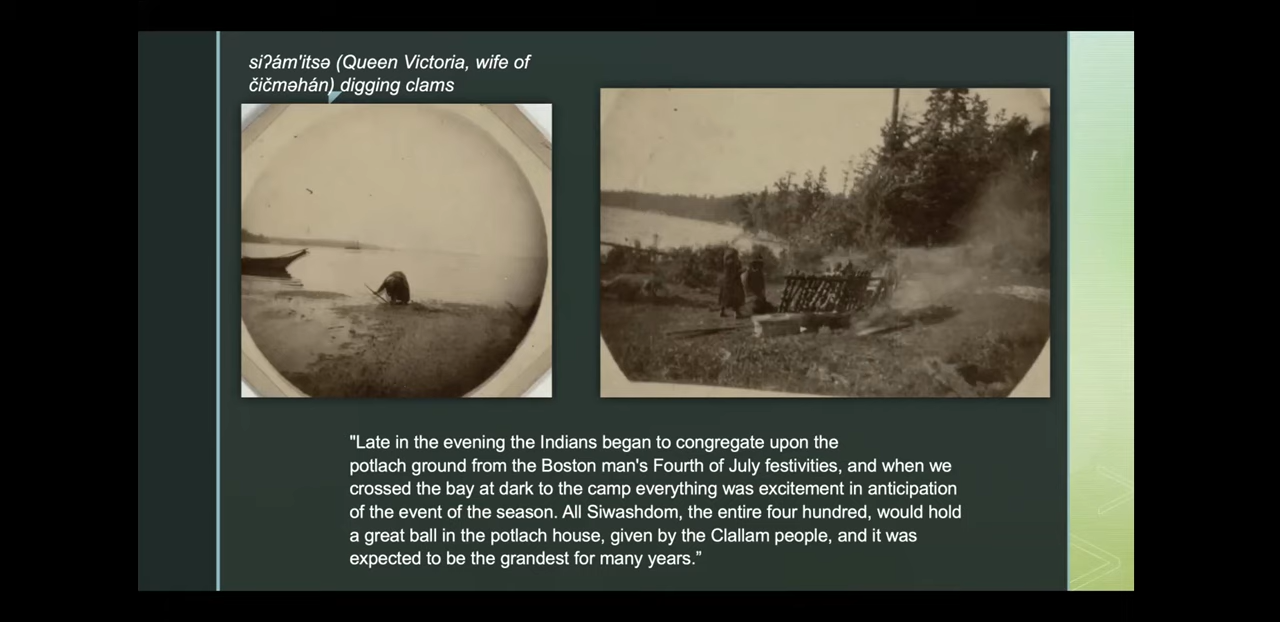 siʔám'itsə (Queen Victoria, wife of
čičməhán) digging clams
"Late in the evening the Indians began to congregate upon the
potlach ground from the Boston man's Fourth of July festivities, and when we
crossed the bay at dark to the camp everything was excitement in anticipation
of the event of the season. All Siwashdom, the entire four hundred, would hold
a great ball in the potlach house, given by the Clallam people, and it was
expected to be the grandest for many years.”